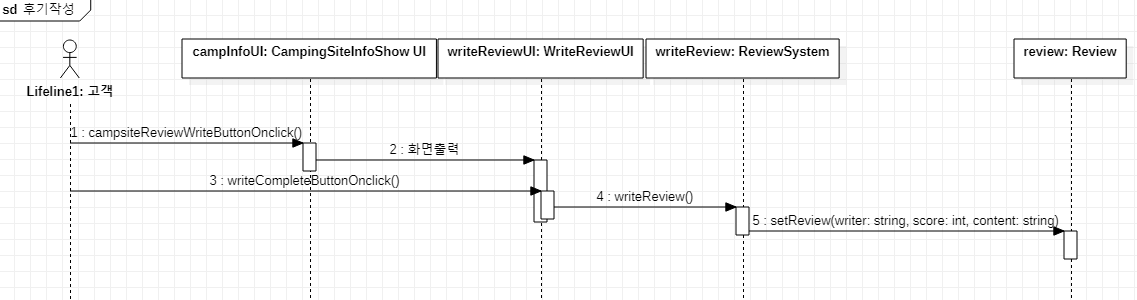 sd 후기작성
campInfoUI: CampingSiteInfoShow UI
writeReviewUI: WriteReviewUI
writeReview: ReviewSystem
review: Review
Lifeline1: 고객
1 : campsiteReviewWriteButtonOnclick()
2 : 화면출력
3 : writeCompleteButtonOnclick()
4 : writeReview()
5 : setReview(writer: string, score: int, content: string)